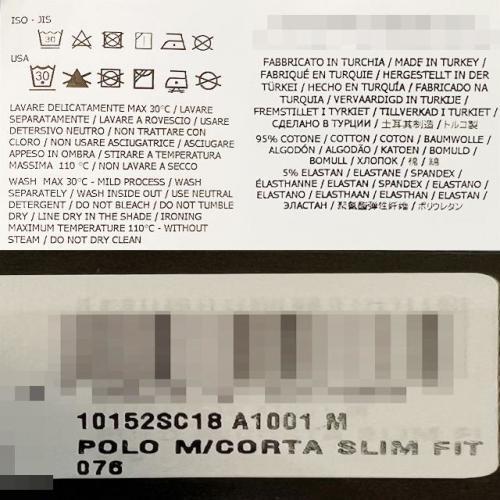 ISO - JIS
30
USA
30
LAVARE DELICATAMENTE MAX 30°C / LAVARE
SEPARATAMENTE / LAVARE A ROVESCIO / USARE
DETERSIVO NEUTRO / NON TRATTARE CON
CLORO / NON USARE ASCIUGATRICE / ASCIUGARE
APPESO IN OMBRA / STIRARE A TEMPERATURA
MASSIMA 110 °C / NON LAVARE A SECCO
WASH MAX 30°C - MILD PROCESS / WASH
SEPARATELY / WASH INSIDE OUT / USE NEUTRAL
DETERGENT / DO NOT BLEACH / DO NOT TUMBLE
DRY / LINE DRY IN THE SHADE / IRONING
MAXIMUM TEMPERATURE 110°C - WITHOUT
STEAM / DO NOT DRY CLEAN
FABBRICATO IN TURCHIA / MADE IN TURKEY /
FABRIQUÉ EN TURQUIE / HERGESTELLT IN DER
TÜRKEI / HECHO EN TURQUÍA / FABRICADO NA
TURQUIA / VERVAARDIGD IN TURKIJE /
FREMSTILLET I TYRKIET / TILLVERKAD I TURKIET /
СДЕЛАНО В ТУРЦИИ / 土耳其制造 / トルコ製
95% COTONE / COTTON / COTON / BAUMWOLLE /
ALGODÓN / ALGODÃO / KATOEN / BOMULD /
BOMULL / ХЛОПОК / 棉 / 綿
5% ELASTAN / ELASTANE / SPANDEX /
ÉLASTHANNE / ELASTAN / SPANDEX / ELASTANO /
ELASTANO / ELASTHAAN / ELASTHAN / ELASTAN /
ЭЛАСТАН / 聚氨酯弹性纤维 / ポリウレタン
10152SC18 A1001 M
POLO M/CORTA SLIM FIT
076